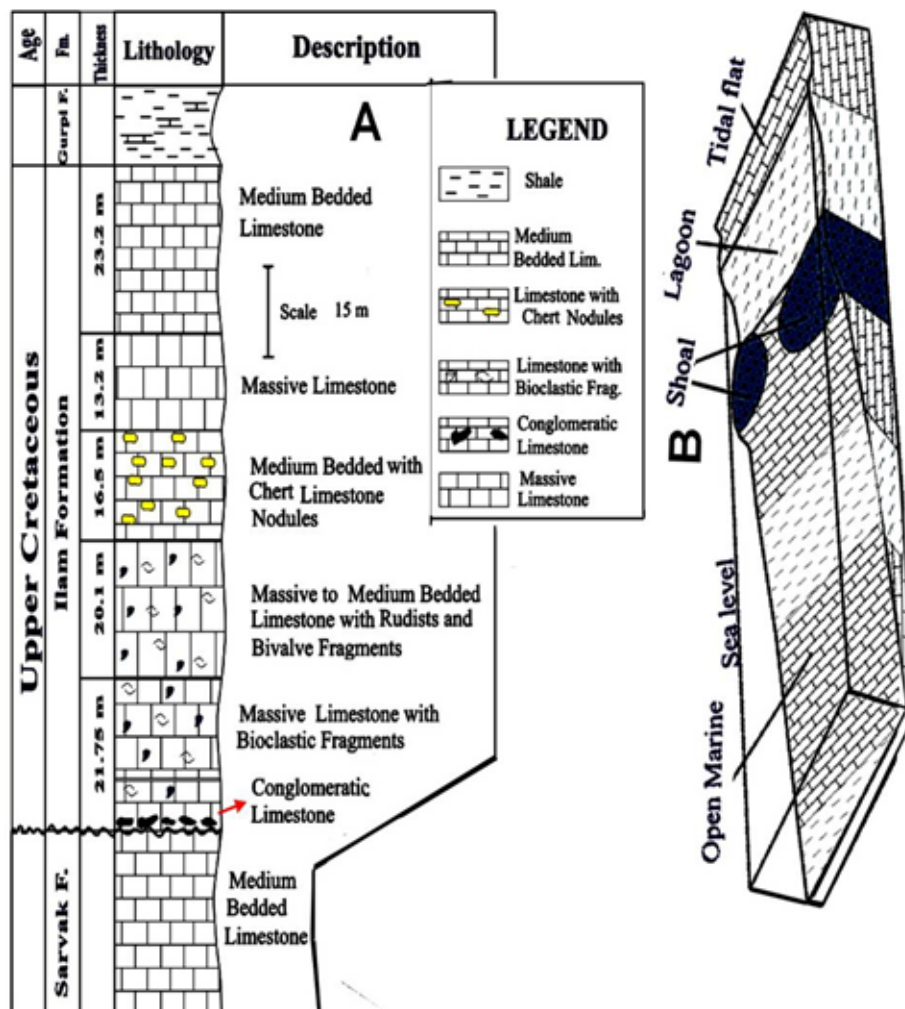 Age
Fm.
Thickness
Lithology
Description
Gurpi F.
A
Upper Cretaceous
Ilam Formation
23.2 m
Medium Bedded
Limestone
Scale 15 m
13.2 m
Massive Limestone
16.5 m
Medium Bedded with
Chert Limestone
Nodules
20.1 m
Massive to Medium Bedded
Limestone with Rudists and
Bivalve Fragments
21.75 m
Massive Limestone with
Bioclastic Fragments
Conglomeratic
Limestone
Sarvak F.
Medium
Bedded
Limestone
LEGEND
Shale
Medium
Bedded Lim.
Limestone with
Chert Nodules
Limestone with
Bioclastic Frag.
Conglomeratic
Limestone
Massive
Limestone
B
Tidal flat
Lagoon
Shoal
Sea level
Open Marine